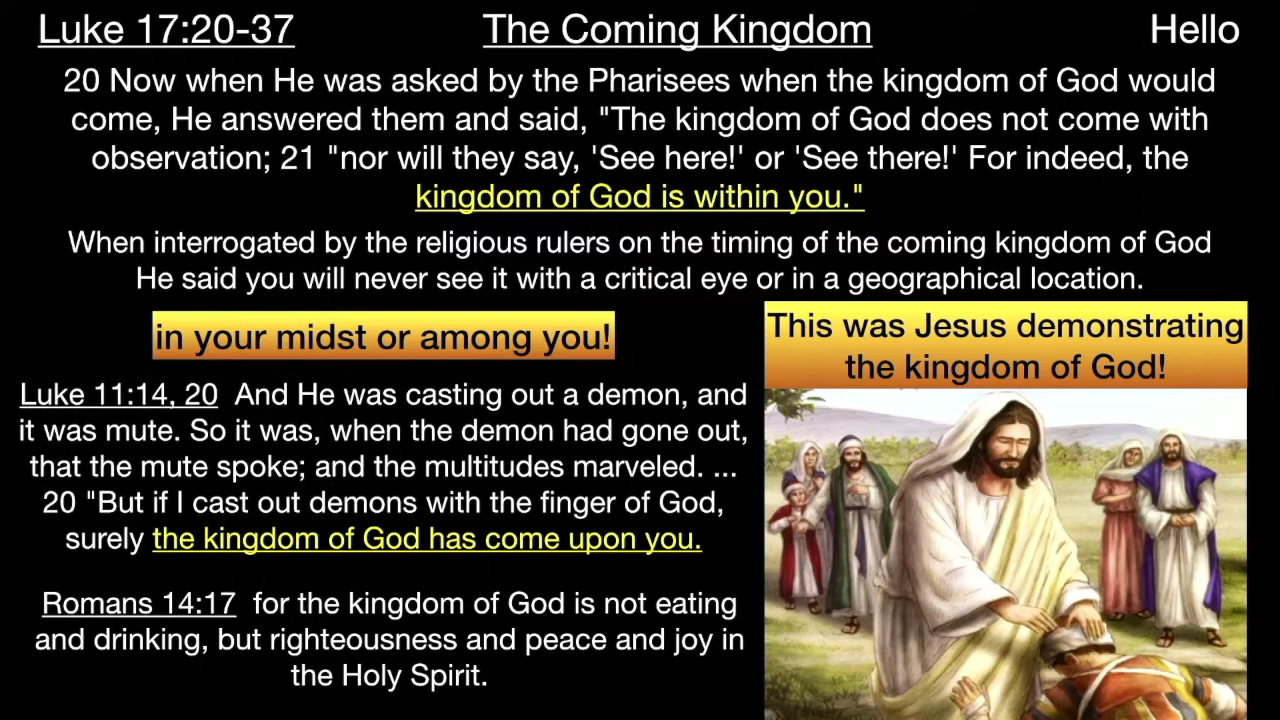 Luke 17:20-37 The Coming Kingdom Hello
20 Now when He was asked by the Pharisees when the kingdom of God would
come, He answered them and said, "The kingdom of God does not come with
observation; 21 "nor will they say, 'See here!' or 'See there!' For indeed, the
kingdom of God is within you."
When interrogated by the religious rulers on the timing of the coming kingdom of God
He said you will never see it with a critical eye or in a geographical location.
in your midst or among you!
This was Jesus demonstrating
the kingdom of God!
Luke 11:14, 20 And He was casting out a demon, and
it was mute. So it was, when the demon had gone out,
that the mute spoke; and the multitudes marveled. ...
20 "But if I cast out demons with the finger of God,
surely the kingdom of God has come upon you.
Romans 14:17 for the kingdom of God is not eating
and drinking, but righteousness and peace and joy in
the Holy Spirit.